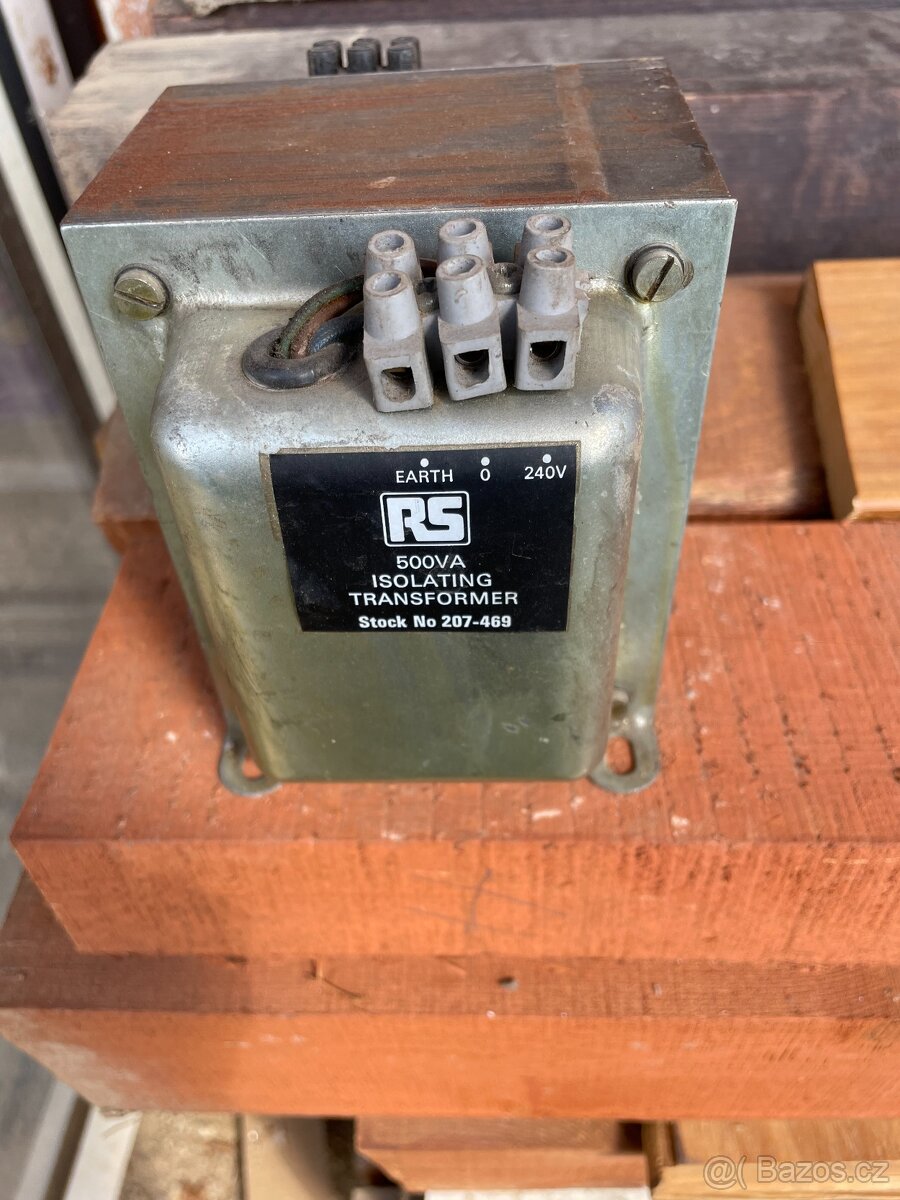 EARTH 0 240V
RS
500VA
ISOLATING
TRANSFORMER
Stock No 207-469
@ Bazos.cz